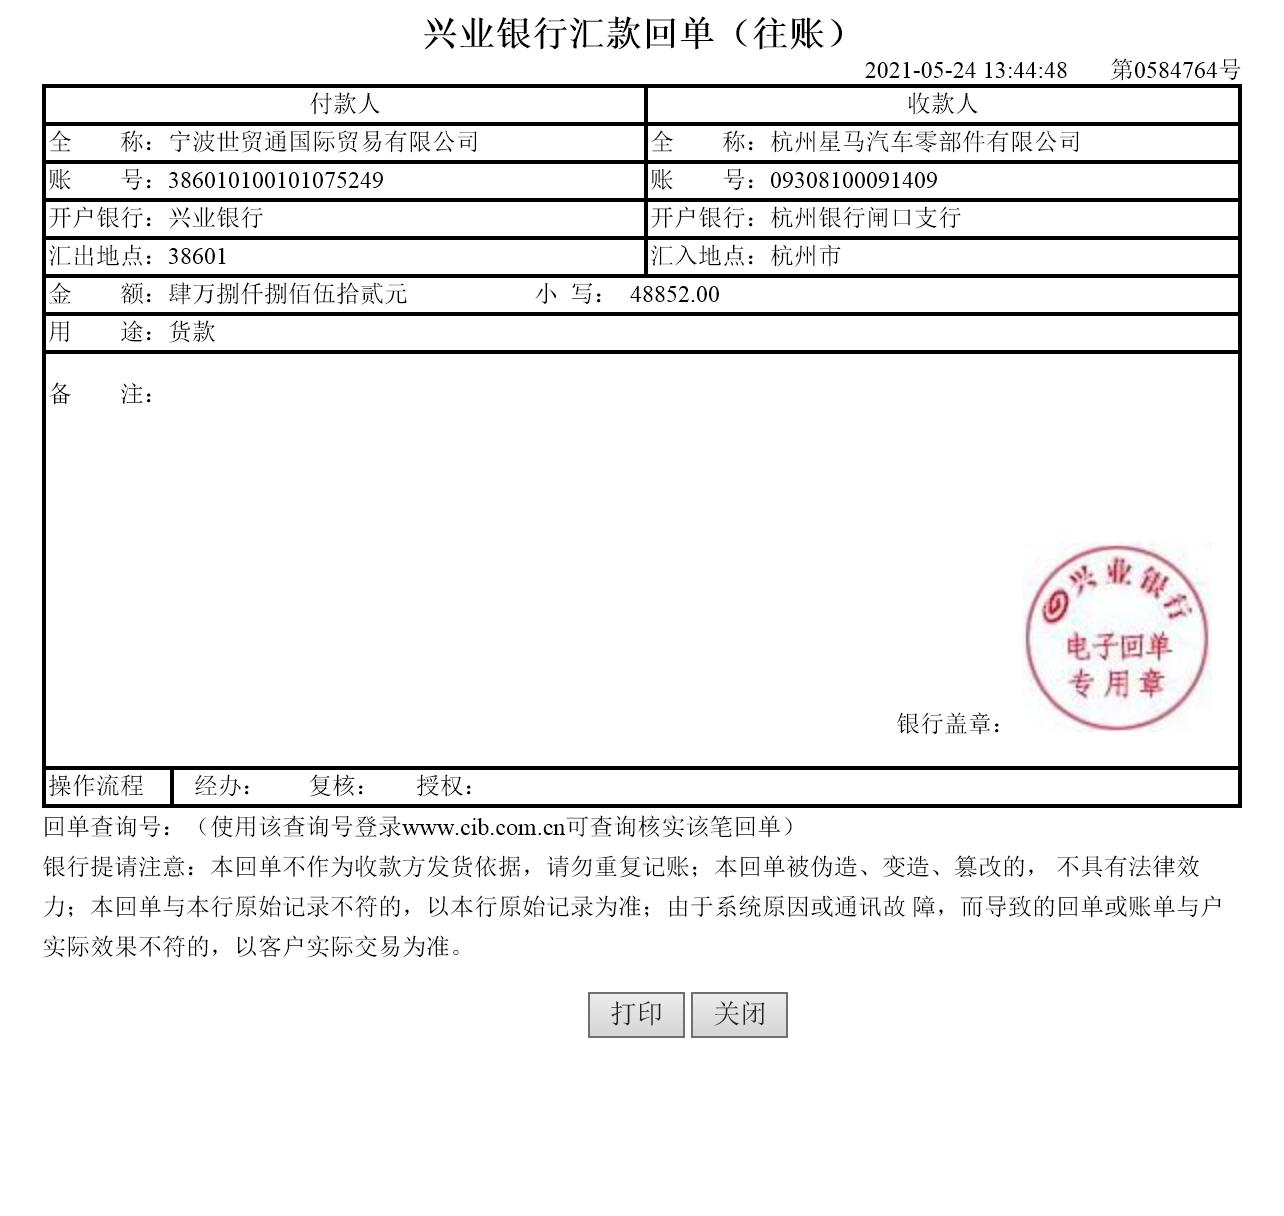 兴业银行汇款回单（往账）
2021-05-24 13:44:48 第0584764号
付款人 收款人
全 称：宁波世贸通国际贸易有限公司 全 称：杭州星马汽车零部件有限公司
账 号：386010100101075249 账 号：09308100091409
开户银行：兴业银行 开户银行：杭州银行闸口支行
汇出地点：38601 汇入地点：杭州市
金 额：肆万捌仟捌佰伍拾贰元 小 写： 48852.00
用 途：货款
备 注：
兴业银行
电子回单
专用章
银行盖章：
操作流程 经办： 复核： 授权：
回单查询号：（使用该查询号登录www.cib.com.cn可查询核实该笔回单）
银行提请注意：本回单不作为收款方发货依据，请勿重复记账；本回单被伪造、变造、篡改的， 不具有法律效
力；本回单与本行原始记录不符的，以本行原始记录为准；由于系统原因或通讯故 障，而导致的回单或账单与户
实际效果不符的，以客户实际交易为准。
打印 关闭